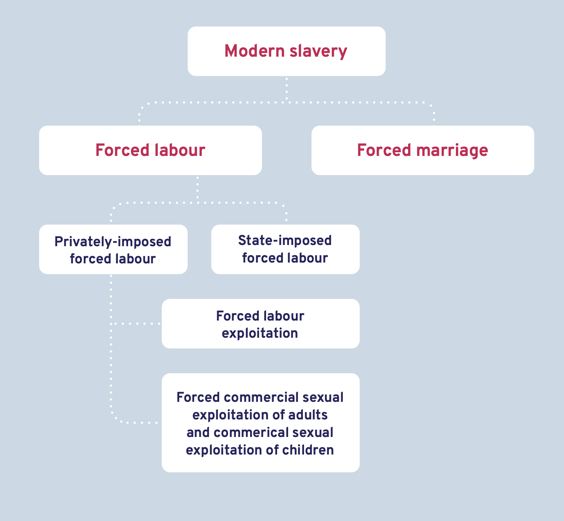 Modern slavery
Forced labour
Forced marriage
Privately-imposed
forced labour
State-imposed
forced labour
Forced labour
exploitation
Forced commercial sexual
exploitation of adults
and commerical sexual
exploitation of children